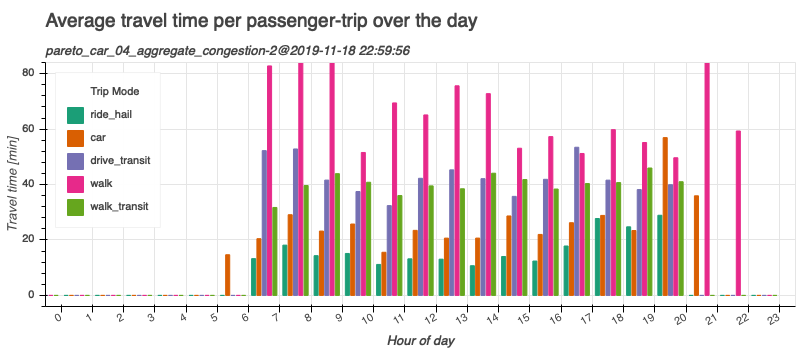 Average travel time per passenger-trip over the day
pareto_car_04_aggregate_congestion-2@2019-11-18 22:59:56
Trip Mode
ride_hail
car
drive_transit
walk
walk_transit
Travel time [min]
80
60
40
20
0
0 1 2 3 4 5 6 7 8 9 10 11 12 13 14 15 16 17 18 19 20 21 22 23
Hour of day